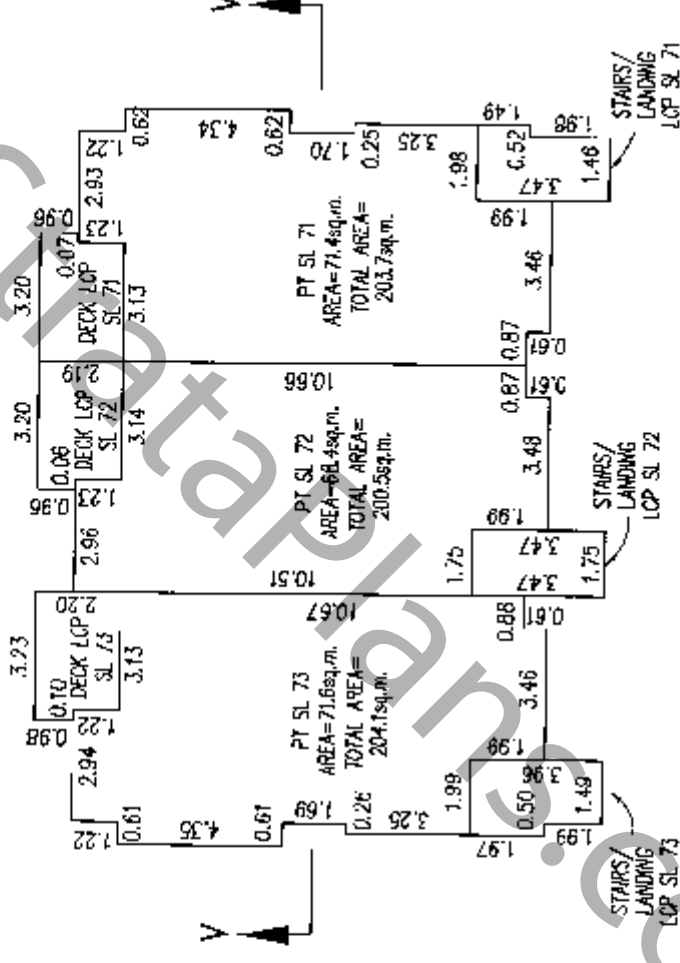 V
0.62
4.34
0.62
1.70
0.25
3.25
1.49
0.52
1.98
1.22
2.93
0.96
1.23
0.07
3.20
DECK LCP
SL 71
3.13
PT SL 71
AREA=71.4sq.m.
TOTAL AREA=
203.7sq.m.
1.98
3.47
1.99
1.46
STAIRS/
LANDING
LCP SL 71
3.46
0.87
0.61
2.19
3.20
0.06
DECK LCP
SL 72
3.14
0.95
1.23
2.96
10.66
PT SL 72
AREA=68.4sq.m.
TOTAL AREA=
200.5sq.m.
0.87
0.61
3.48
1.99
1.75
3.47
3.47
1.75
STAIRS/
LANDING
LCP SL 72
10.51
10.67
2.20
3.23
0.10
DECK LCP
SL 73
3.13
0.98
1.23
2.94
PT SL 73
AREA=71.6sq.m.
TOTAL AREA=
204.1sq.m.
0.88
0.61
3.46
1.99
1.99
3.96
0.50
1.49
1.22
0.61
4.35
0.61
1.69
0.26
3.25
1.97
1.99
STAIRS/
LANDING
LCP SL 73
V
trataPlans.c